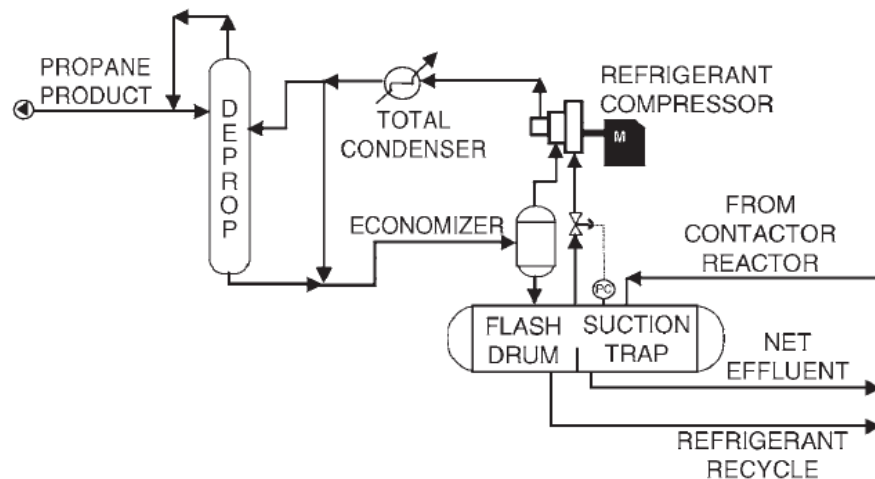 PROPANE
PRODUCT
DEPROP
TOTAL
CONDENSER
REFRIGERANT
COMPRESSOR
M
ECONOMIZER
FROM
CONTACTOR
REACTOR
PC
FLASH
DRUM
SUCTION
TRAP
NET
EFFLUENT
REFRIGERANT
RECYCLE